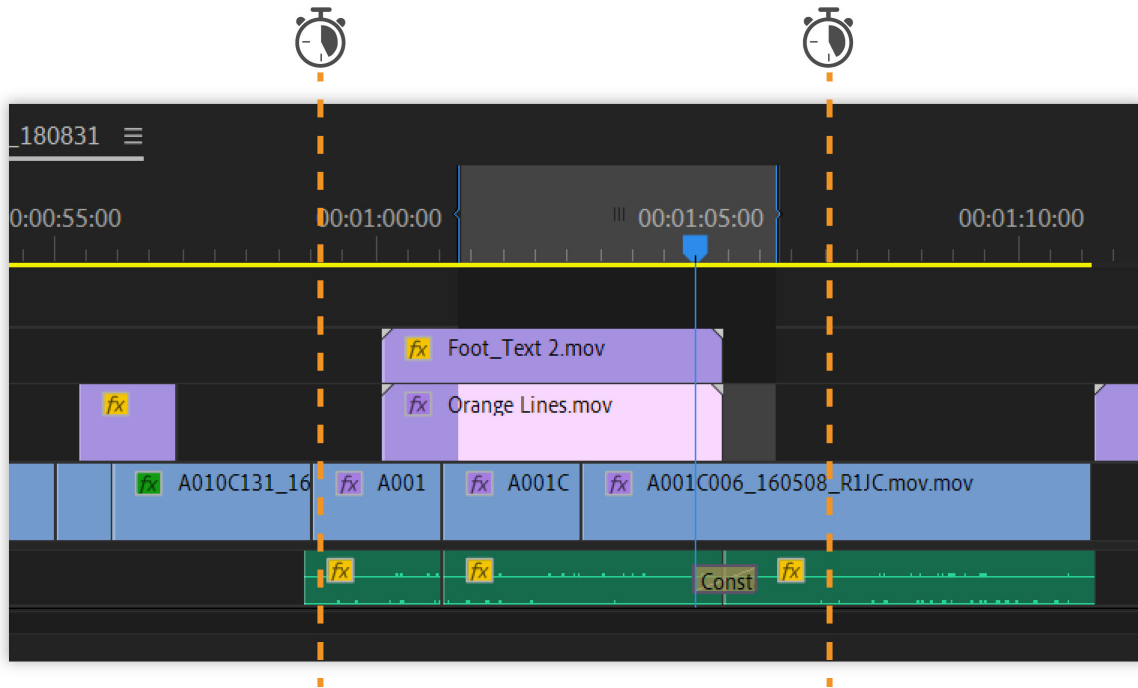 _180831
0:00:55:00
00:01:00:00
00:01:05:00
00:01:10:00
fx Foot_Text 2.mov
fx
fx Orange Lines.mov
fx A010C131_16
fx A001
fx A001C
fx A001C006_160508_R1JC.mov.mov
fx
fx
Const
fx